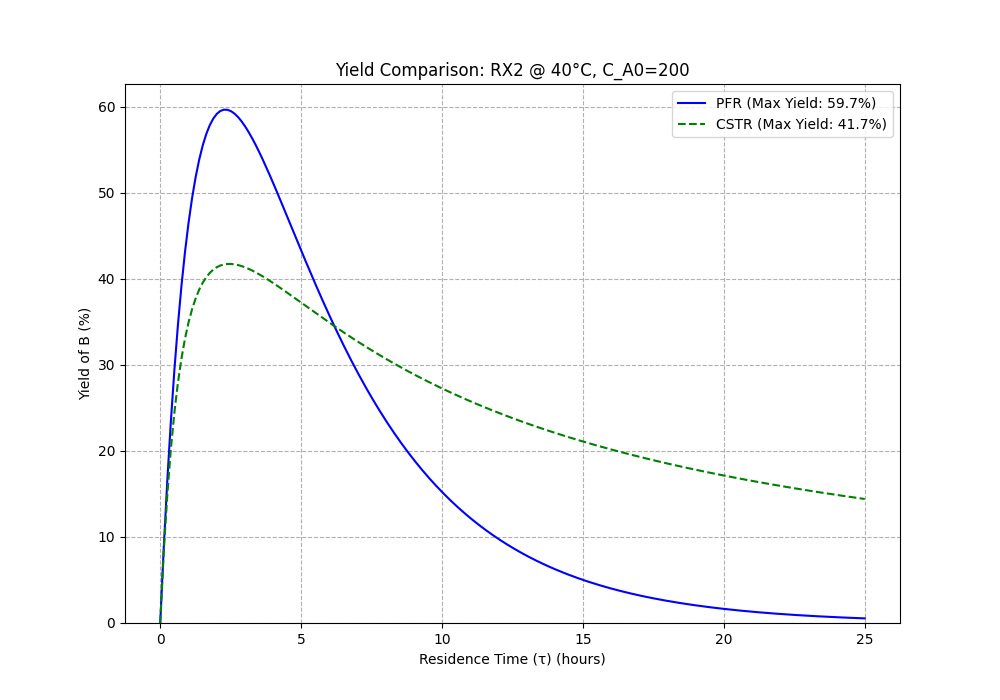 Yield Comparison: RX2 @ 40°C, C_A0=200
PFR (Max Yield: 59.7%)
CSTR (Max Yield: 41.7%)
Yield of B (%)
60
50
40
30
20
10
0
0 5 10 15 20 25
Residence Time (τ) (hours)